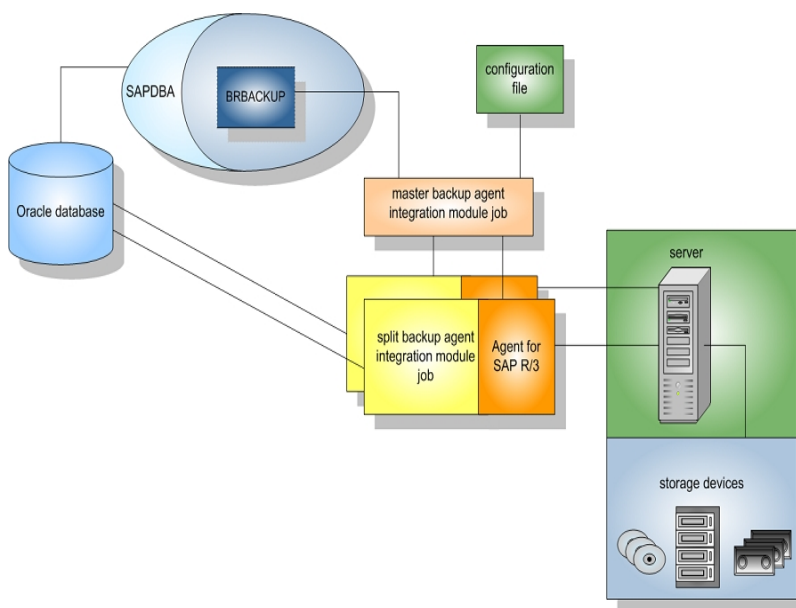 SAPDBA
BRBACKUP
configuration
file
Oracle database
master backup agent
integration module job
server
split backup agent
integration module
job
Agent for
SAP R/3
storage devices